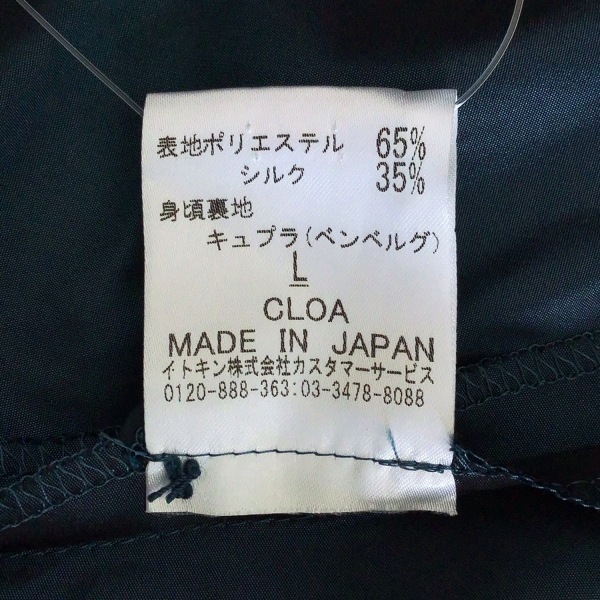 表地ポリエステル 65%
シルク 35%
身頃裏地
キュプラ(ベンベルグ)
L
CLOA
MADE IN JAPAN
イトキン株式会社カスタマーサービス
0120-888-363:03-3478-8088